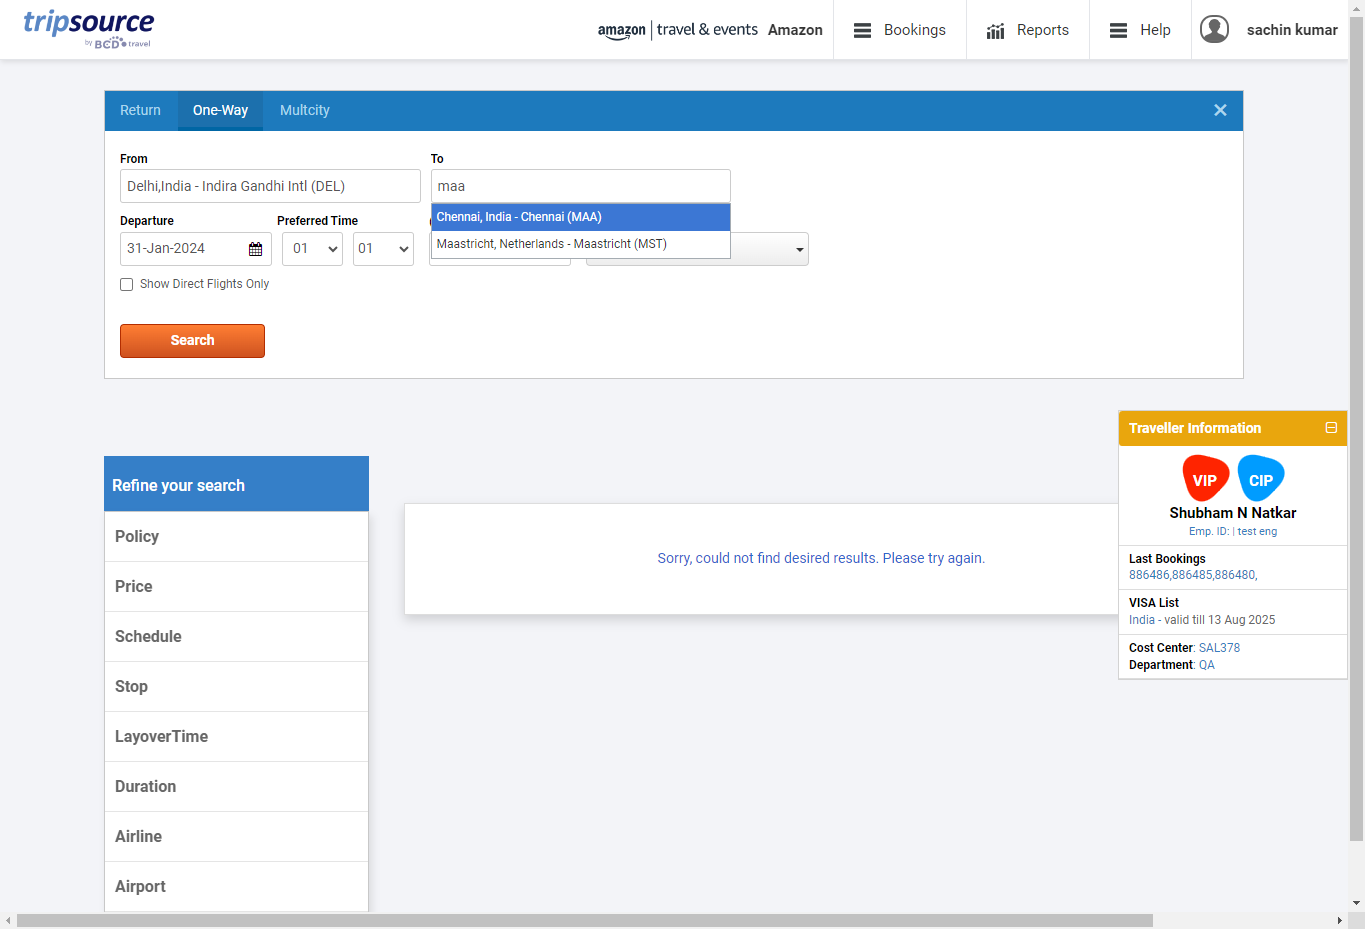 tripsource
by BCD travel
amazon | travel & events Amazon
Bookings
Reports
Help
sachin kumar
Return
One-Way
Multcity
From
To
Delhi,India - Indira Gandhi Intl (DEL)
maa
Chennai, India - Chennai (MAA)
Maastricht, Netherlands - Maastricht (MST)
Departure
Preferred Time
31-Jan-2024
01
01
Show Direct Flights Only
Search
Traveller Information
VIP
CIP
Shubham N Natkar
Emp. ID: | test eng
Last Bookings
886486,886485,886480,
VISA List
India - valid till 13 Aug 2025
Cost Center: SAL378
Department: QA
Refine your search
Policy
Price
Schedule
Stop
LayoverTime
Duration
Airline
Airport
Sorry, could not find desired results. Please try again.